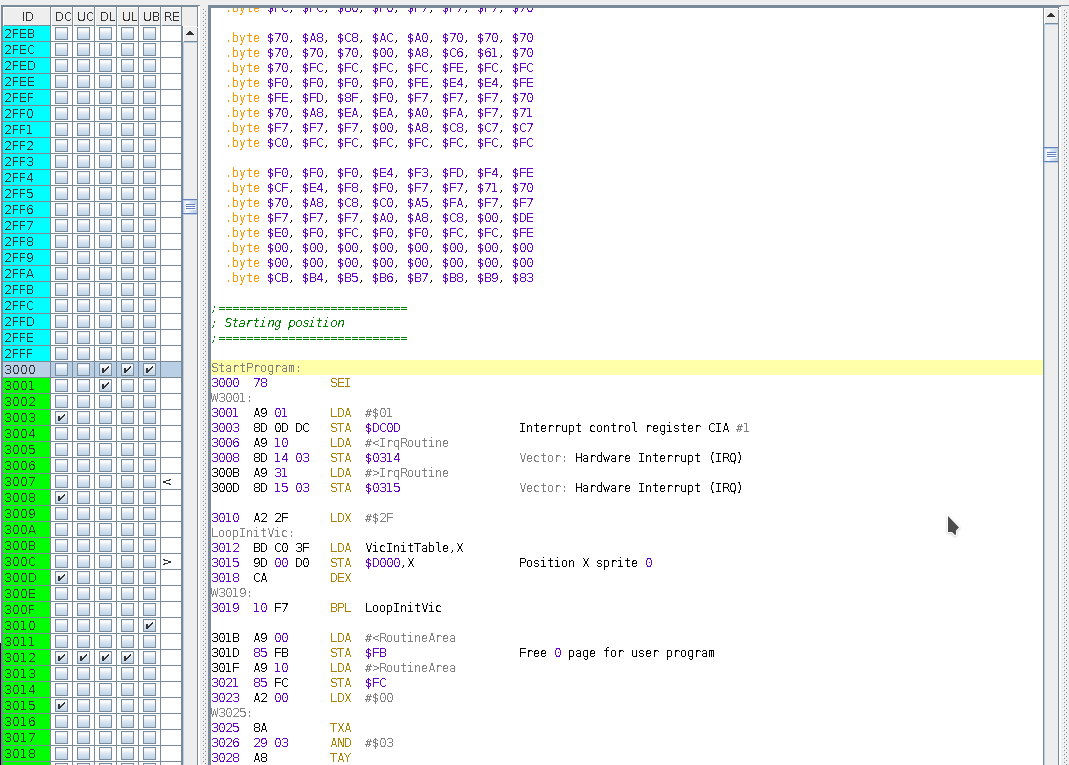 ID DC UC DL UL UB RE
2FEB
2FEC
2FED
2FEE
2FEF
2FF0
2FF1
2FF2
2FF3
2FF4
2FF5
2FF6
2FF7
2FF8
2FF9
2FFA
2FFB
2FFC
2FFD
2FFE
2FFF
3000
3001
3002
3003
3004
3005
3006
3007 <
3008
3009
300A
300B
300C >
300D
300E
300F
3010
3011
3012
3013
3014
3015
3016
3017
3018
.byte $70, $A8, $C8, $AC, $A0, $70, $70, $70
.byte $70, $70, $70, $00, $A8, $C6, $61, $70
.byte $70, $FC, $FC, $FC, $FC, $FE, $FC, $FC
.byte $F0, $F0, $F0, $F0, $FE, $E4, $E4, $FE
.byte $FE, $FD, $8F, $F0, $F7, $F7, $F7, $70
.byte $70, $A8, $EA, $EA, $A0, $FA, $F7, $71
.byte $F7, $F7, $F7, $00, $A8, $C8, $C7, $C7
.byte $C0, $FC, $FC, $FC, $FC, $FC, $FC, $FC
.byte $F0, $F0, $F0, $E4, $F3, $FD, $F4, $FE
.byte $CF, $E4, $F8, $F0, $F7, $F7, $71, $70
.byte $70, $A8, $C8, $C0, $A5, $FA, $F7, $F7
.byte $F7, $F7, $F7, $A0, $A8, $C8, $00, $DE
.byte $E0, $F0, $FC, $F0, $F0, $FC, $FC, $FE
.byte $00, $00, $00, $00, $00, $00, $00, $00
.byte $00, $00, $00, $00, $00, $00, $00, $00
.byte $CB, $B4, $B5, $B6, $B7, $B8, $B9, $83
;===========================
; Starting position
;===========================
StartProgram:
3000 78 SEI
W3001:
3001 A9 01 LDA #$01
3003 8D 0D DC STA $DC0D Interrupt control register CIA #1
3006 A9 10 LDA #<IrqRoutine
3008 8D 14 03 STA $0314 Vector: Hardware Interrupt (IRQ)
300B A9 31 LDA #>IrqRoutine
300D 8D 15 03 STA $0315 Vector: Hardware Interrupt (IRQ)
3010 A2 2F LDX #$2F
LoopInitVic:
3012 BD C0 3F LDA VicInitTable,X
3015 9D 00 D0 STA $D000,X Position X sprite 0
3018 CA DEX
W3019:
3019 10 F7 BPL LoopInitVic
301B A9 00 LDA #<RoutineArea
301D 85 FB STA $FB Free 0 page for user program
301F A9 10 LDA #>RoutineArea
3021 85 FC STA $FC
3023 A2 00 LDX #$00
W3025:
3025 8A TXA
3026 29 03 AND #$03
3028 A8 TAY